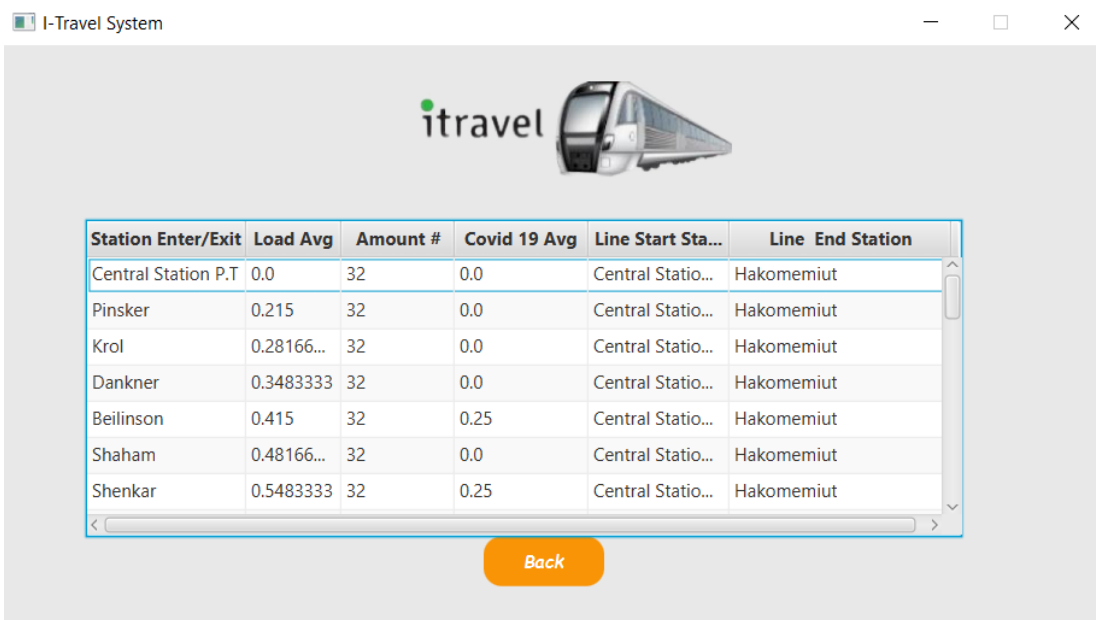 I-Travel System
itravel
Station Enter/Exit Load Avg Amount # Covid 19 Avg Line Start Sta... Line End Station
Central Station P.T 0.0 32 0.0 Central Statio... Hakomemiut
Pinsker 0.215 32 0.0 Central Statio... Hakomemiut
Krol 0.28166... 32 0.0 Central Statio... Hakomemiut
Dankner 0.3483333 32 0.0 Central Statio... Hakomemiut
Beilinson 0.415 32 0.25 Central Statio... Hakomemiut
Shaham 0.48166... 32 0.0 Central Statio... Hakomemiut
Shenkar 0.5483333 32 0.25 Central Statio... Hakomemiut
Back